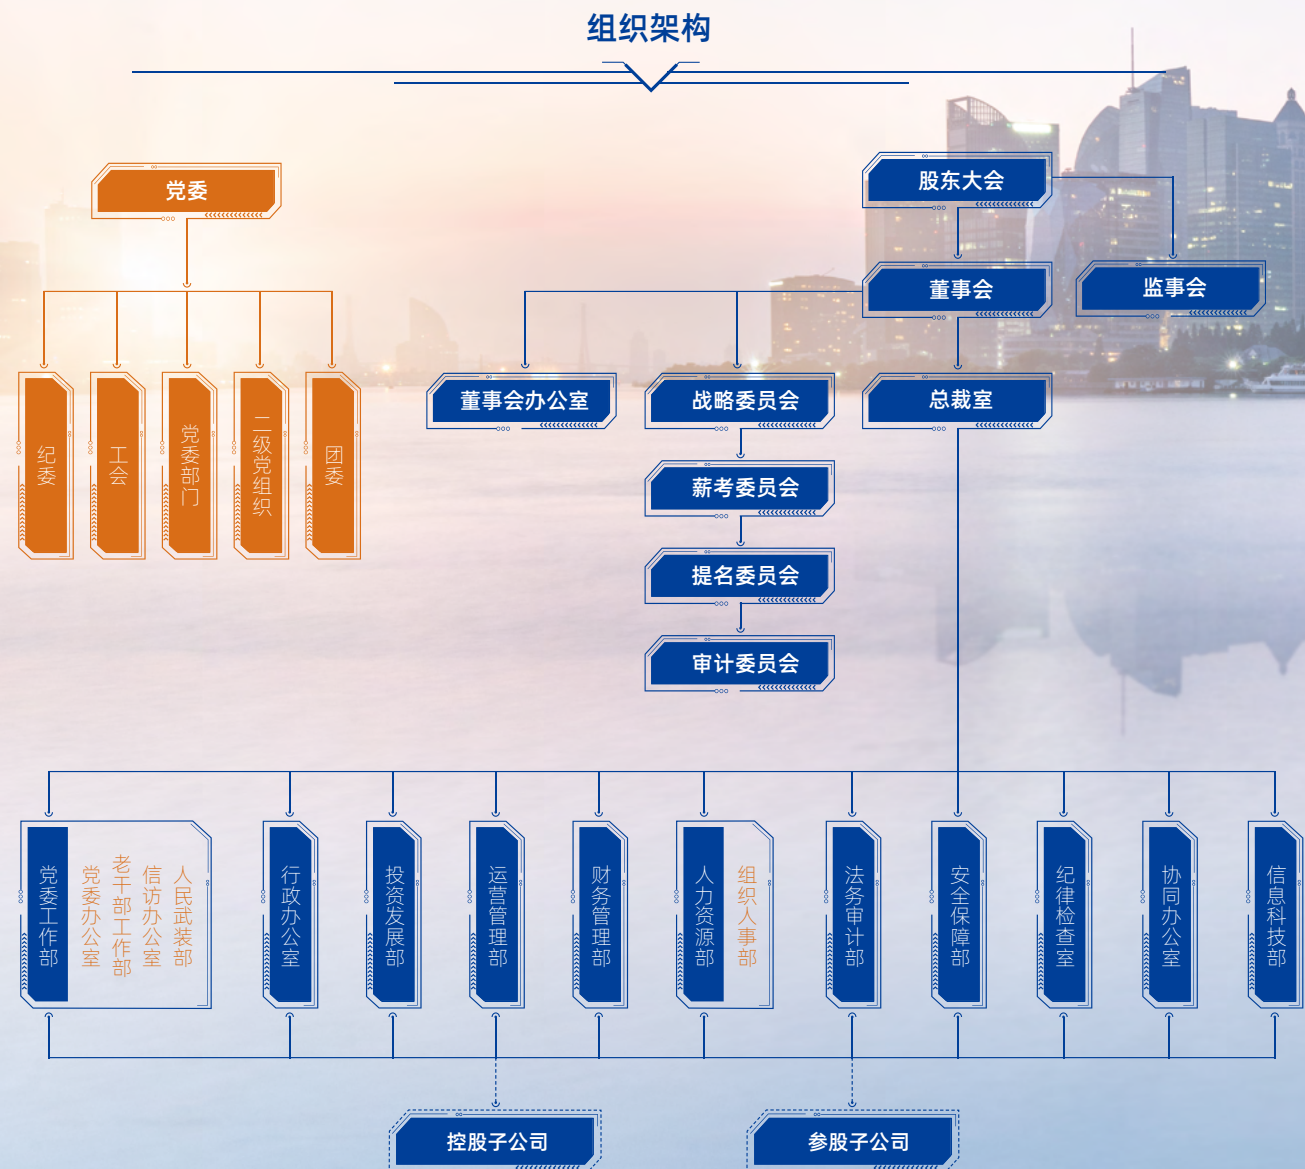 组织架构
党委
股东大会
董事会
监事会
董事会办公室
战略委员会
总裁室
纪委
工会
党委部门
二级党组织
团委
薪考委员会
提名委员会
审计委员会
党委工作部
党委办公室
老干部工作部
信访办公室
人民武装部
行政办公室
投资发展部
运营管理部
财务管理部
人力资源部
组织人事部
法务审计部
安全保障部
纪律检查室
协同办公室
信息科技部
控股子公司
参股子公司